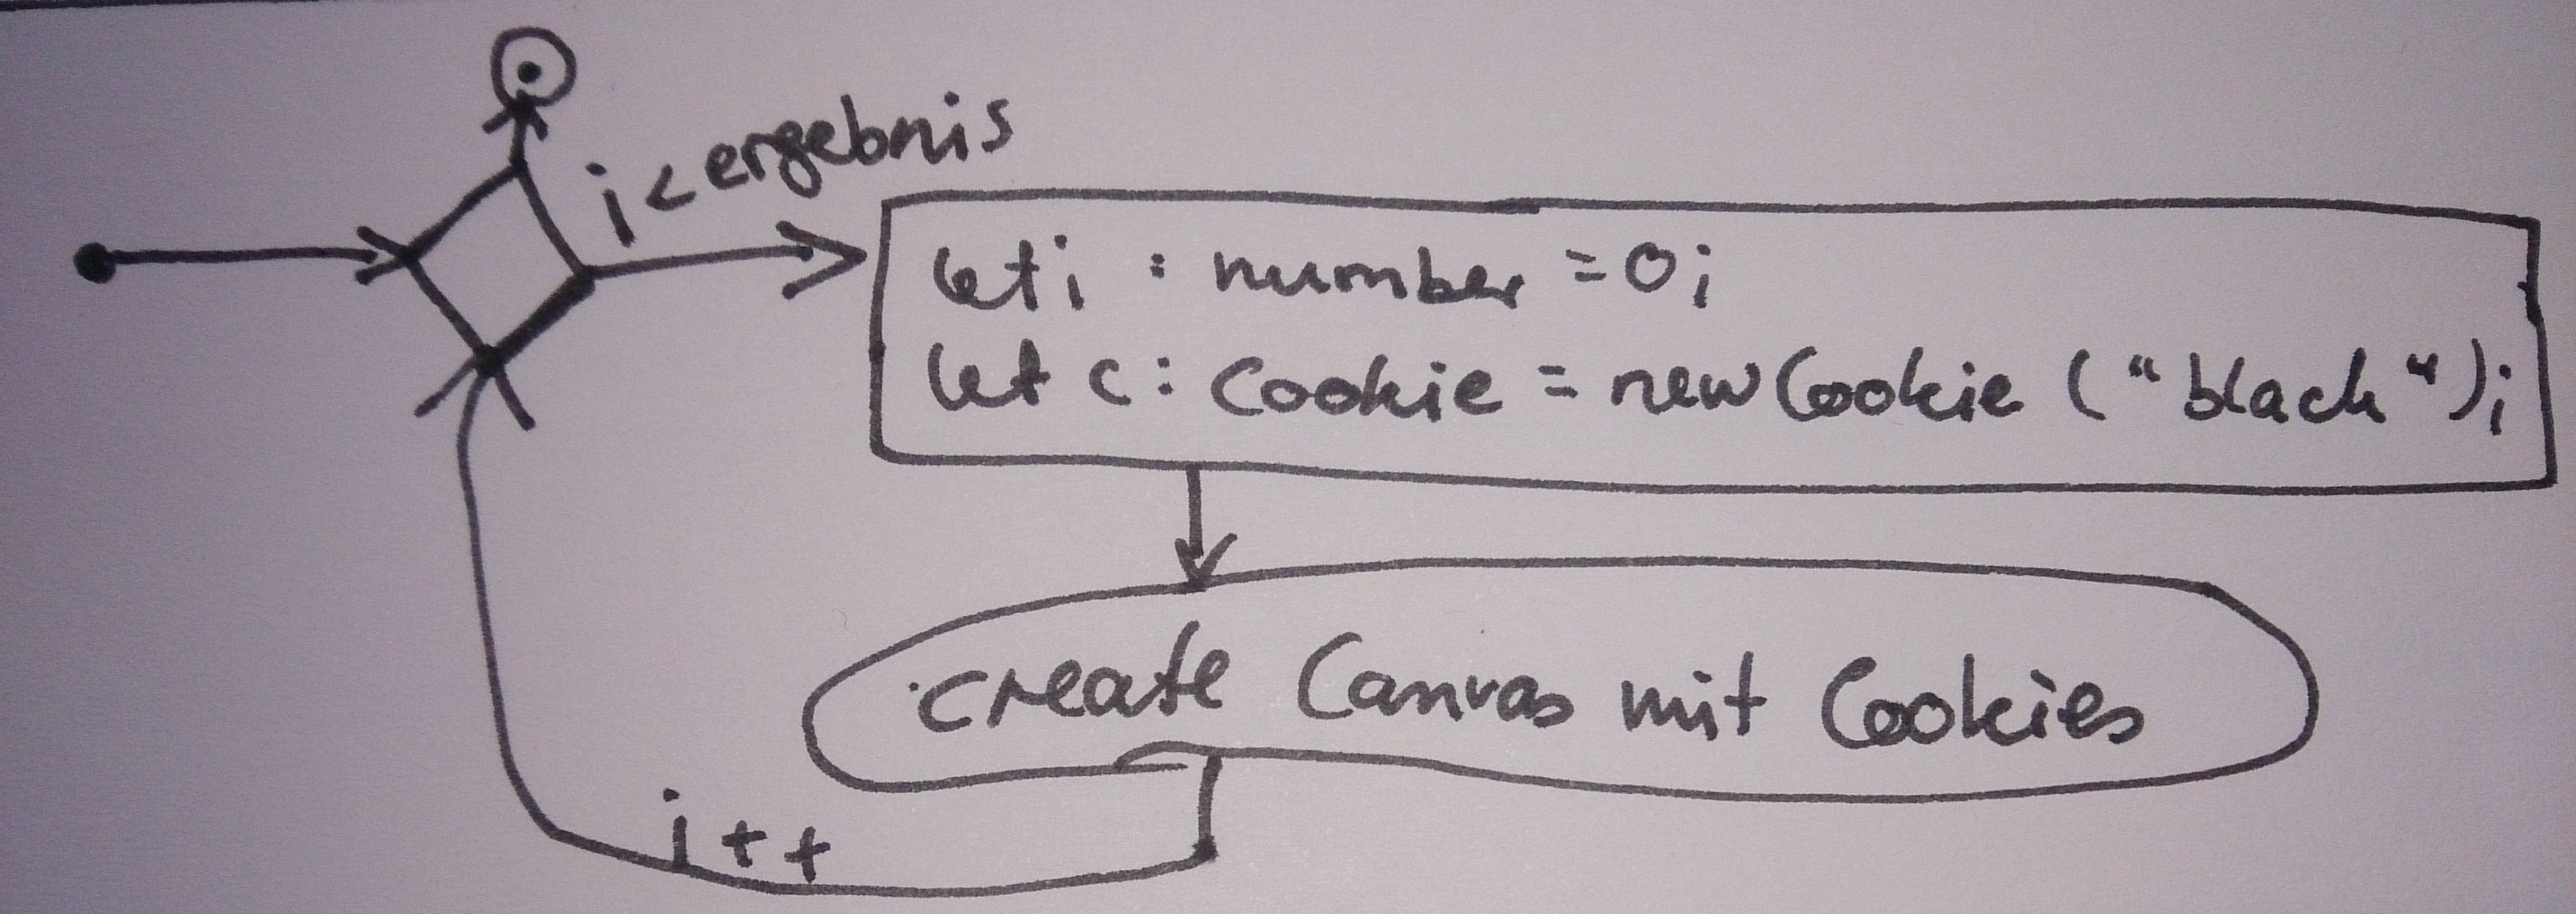 i<ergebnis
let i : number =0;
let c: Cookie = new Cookie ("black");
create Canvas mit Cookies
i++